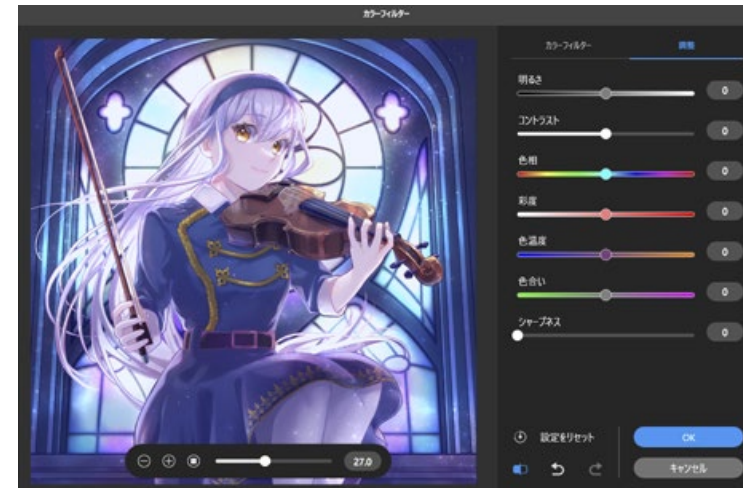 カラーフィルター
カラーフィルター 調整
明るさ 0
コントラスト 0
色相 0
彩度 0
色温度 0
色合い 0
シャープネス 0
設定をリセット OK
27.0 キャンセル